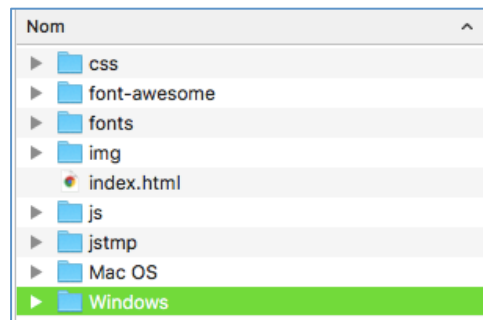 Nom
css
font-awesome
fonts
img
index.html
js
jstmp
Mac OS
Windows